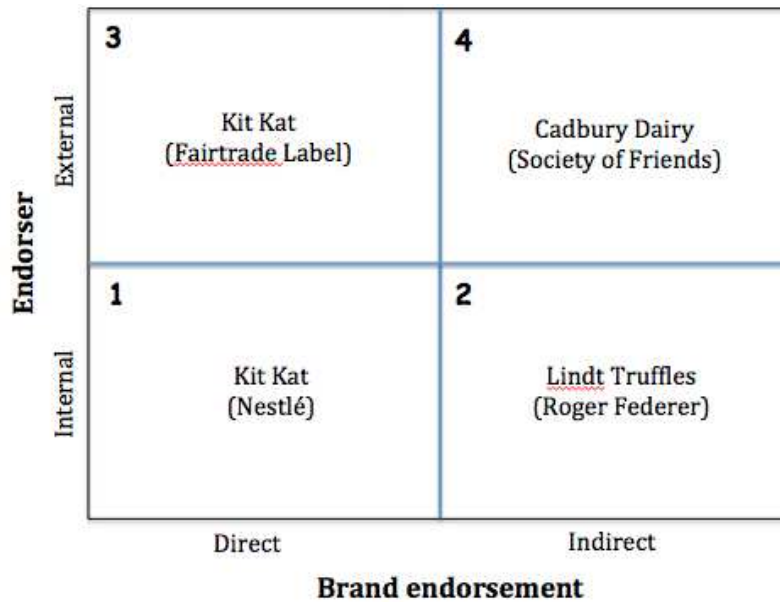 3
4
Kit Kat
(Fairtrade Label)
Cadbury Dairy
(Society of Friends)
External
Endorser
1
2
Kit Kat
(Nestlé)
Lindt Truffles
(Roger Federer)
Internal
Direct
Indirect
Brand endorsement